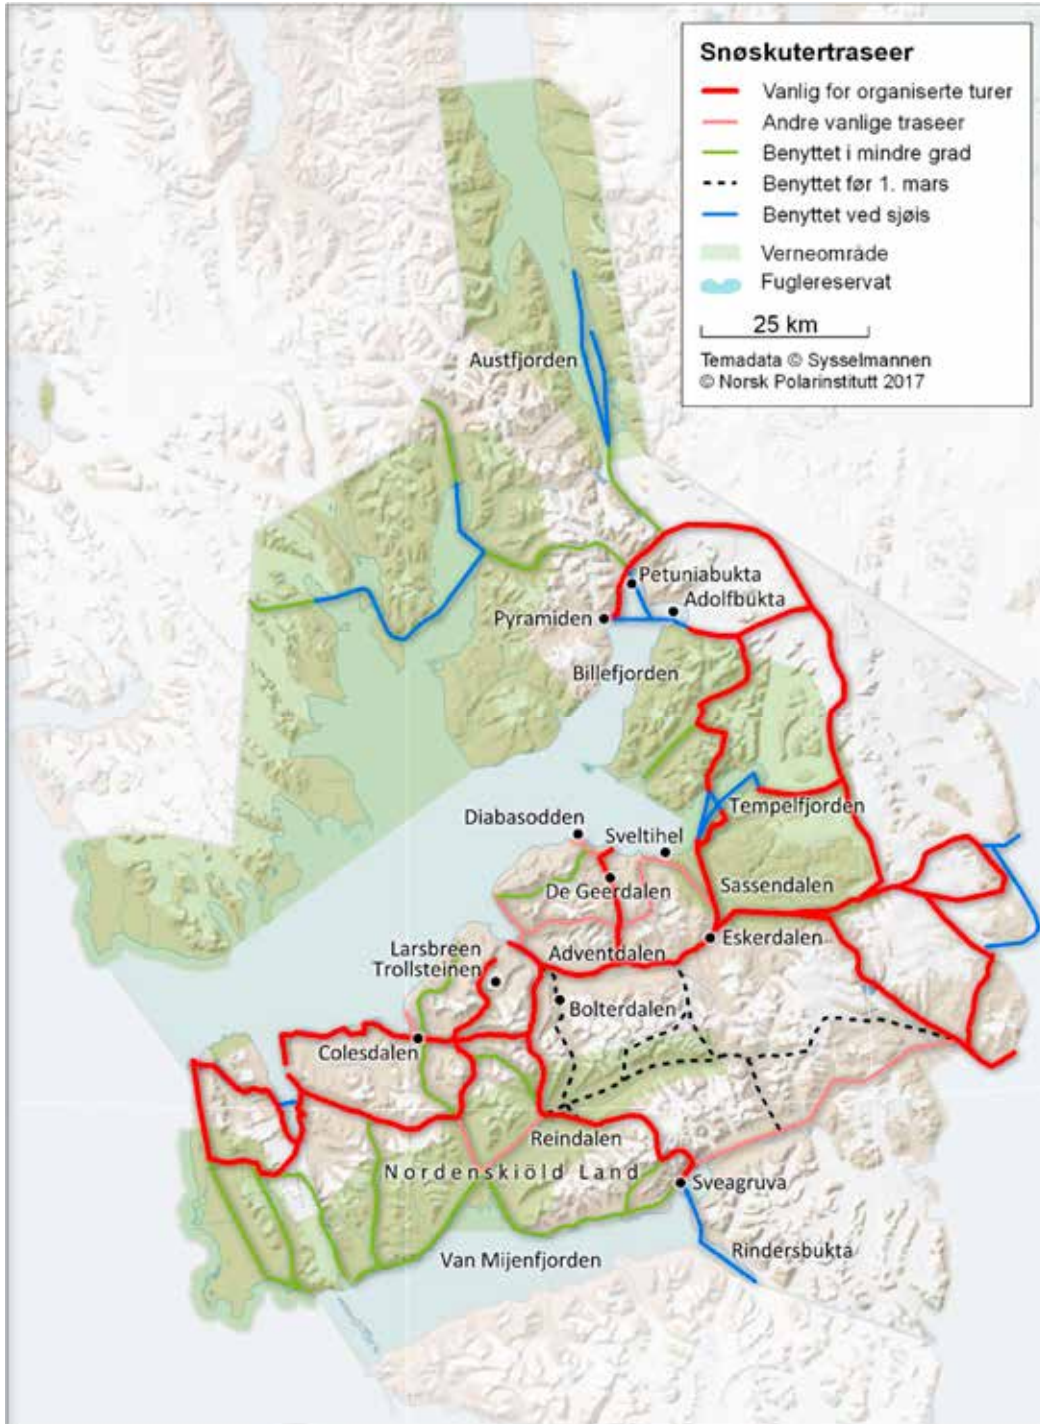 Snøskutertraseer
Vanlig for organiserte turer
Andre vanlige traseer
Benyttet i mindre grad
Benyttet før 1. mars
Benyttet ved sjøis
Verneområde
Fuglereservat
25 km
Temadata © Sysselmannen
© Norsk Polarinstitutt 2017
Austfjorden
Petuniabukta
Adolfbukta
Pyramiden
Billefjorden
Tempelfjorden
Diabasodden
Sveltihel
De Geerdalen
Sassendalen
Eskerdalen
Larsbreen
Trollsteinen
Adventdalen
Bolterdalen
Colesdalen
Reindalen
Nordenskiöld Land
Sveagruva
Rindersbukta
Van Mijenfjorden